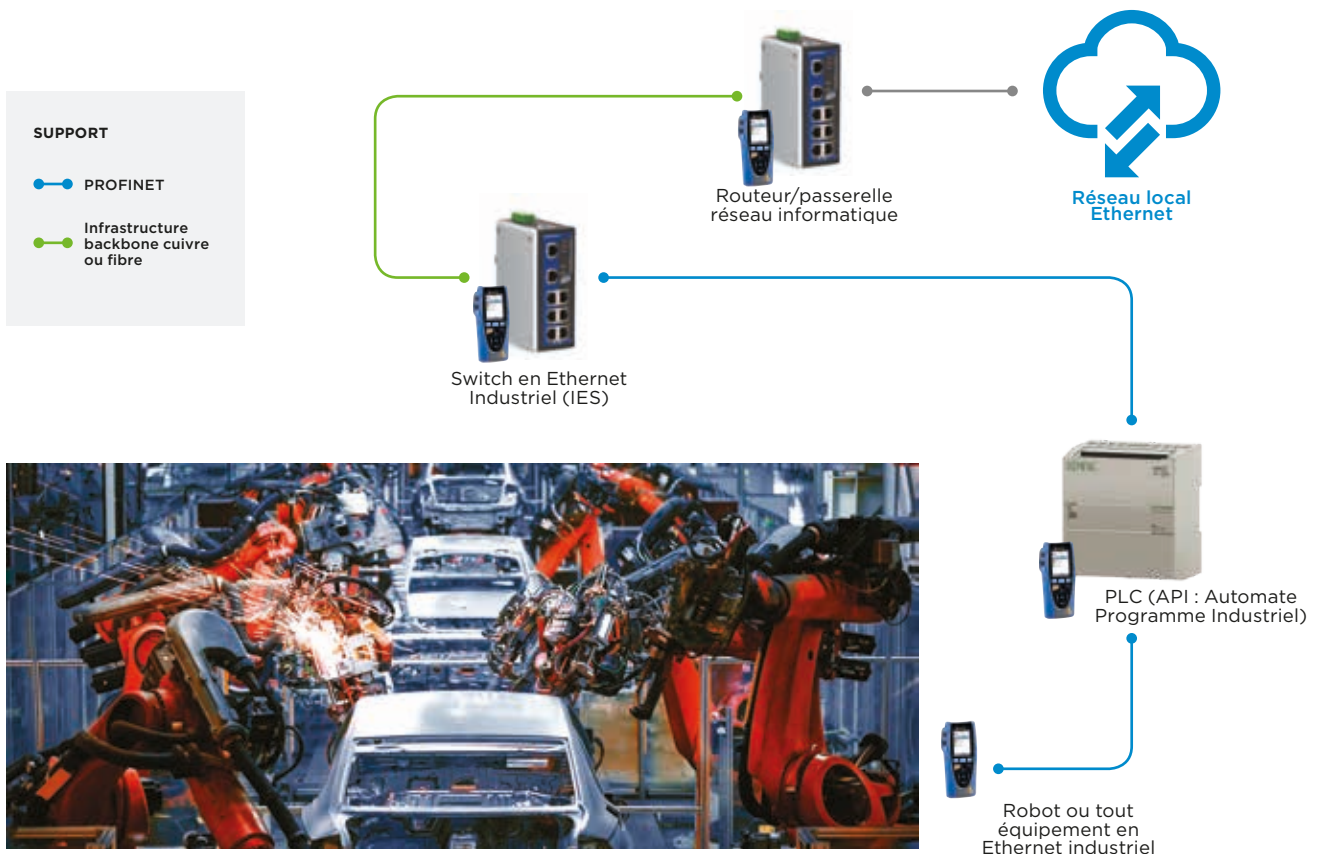 SUPPORT
PROFINET
Infrastructure
backbone cuivre
ou fibre
Routeur/passerelle
réseau informatique
Réseau local
Ethernet
Switch en Ethernet
Industriel (IES)
PLC (API : Automate
Programme Industriel)
Robot ou tout
équipement en
Ethernet industriel